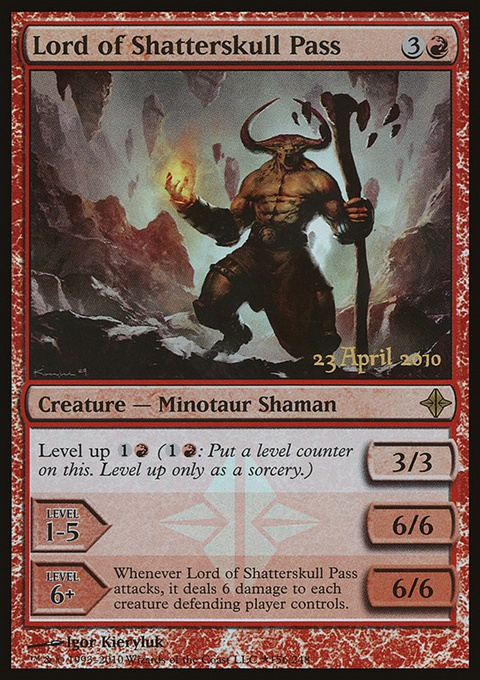 Lord of Shatterskull Pass 3
23 April 2010
Creature — Minotaur Shaman
Level up 1 ( 1 : Put a level counter
on this. Level up only as a sorcery.)
3/3
LEVEL
1-5
6/6
LEVEL
6+
Whenever Lord of Shatterskull Pass
attacks, it deals 6 damage to each
creature defending player controls.
6/6
Igor Kieryluk
1993-2010 Wizards of the Coast LLC 156/248